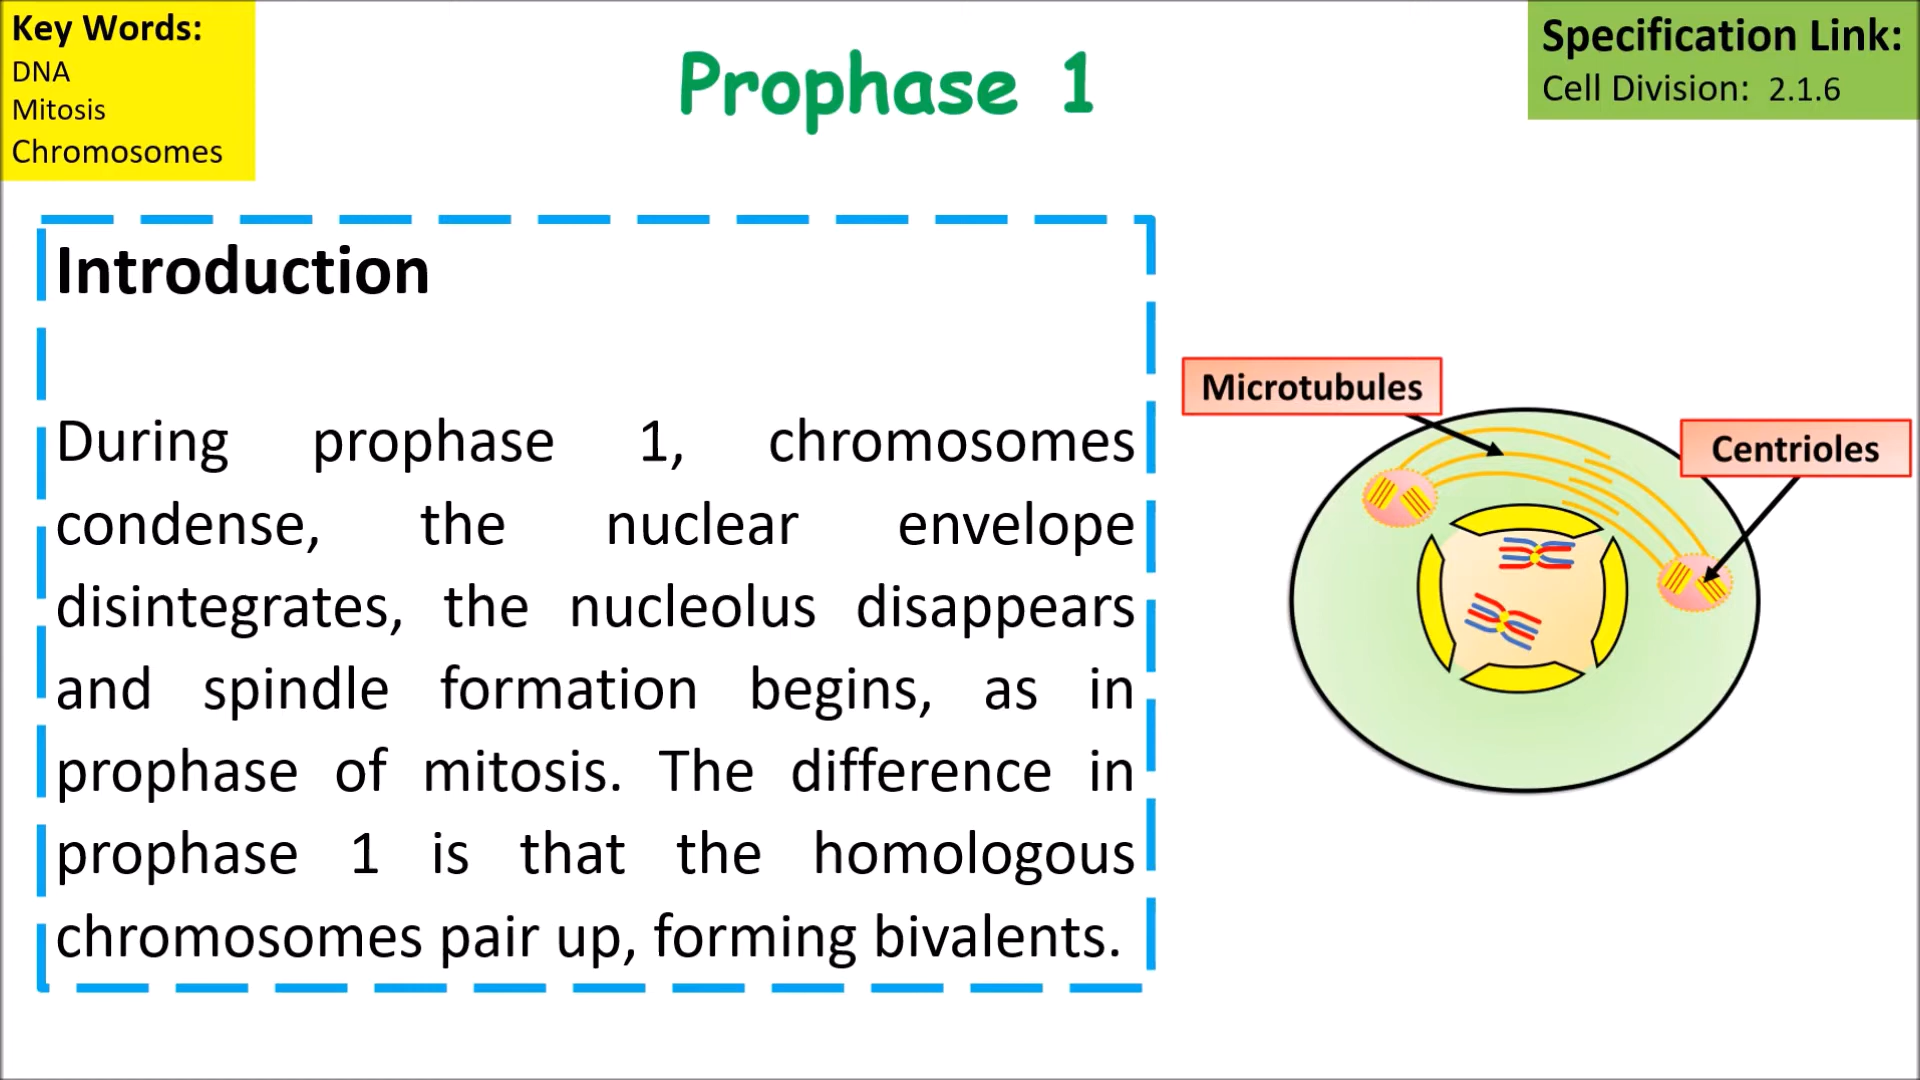 Key Words:
DNA
Mitosis
Chromosomes
Prophase 1
Specification Link:
Cell Division: 2.1.6
Introduction
During prophase 1, chromosomes
condense, the nuclear envelope
disintegrates, the nucleolus disappears
and spindle formation begins, as in
prophase of mitosis. The difference in
prophase 1 is that the homologous
chromosomes pair up, forming bivalents.
Microtubules
Centrioles